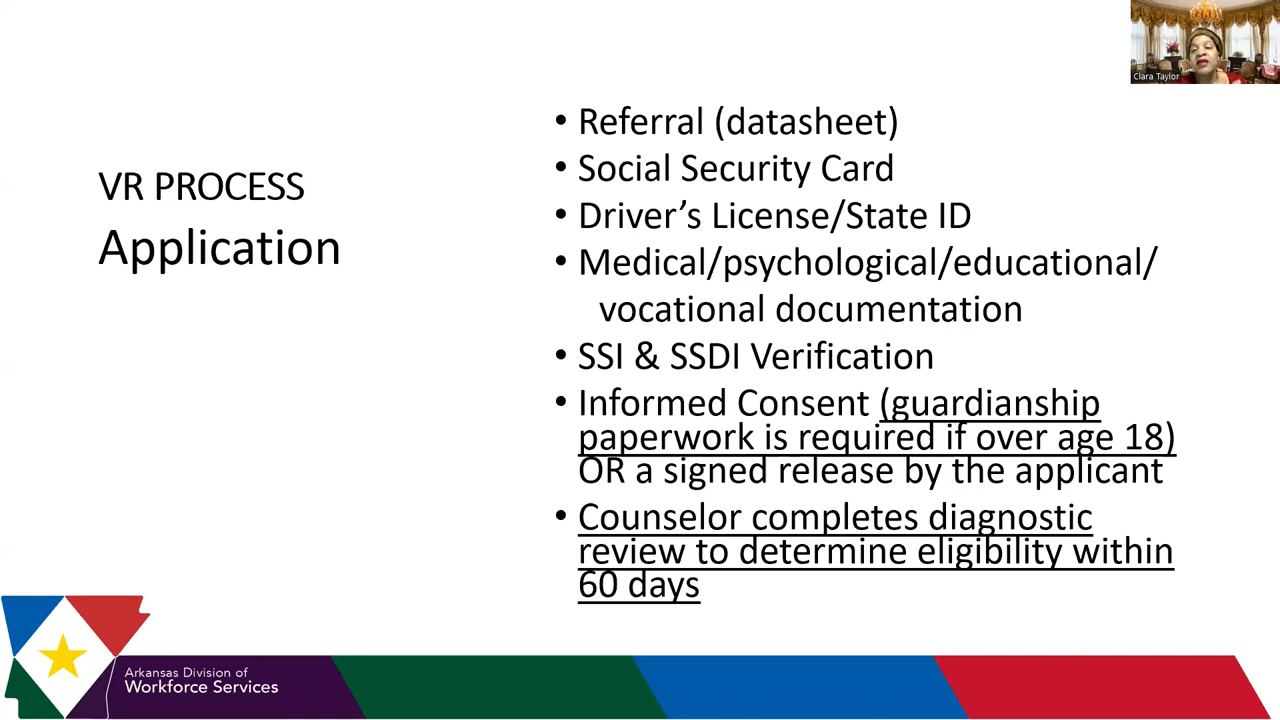 Clara Taylor
VR PROCESS
Application
• Referral (datasheet)
• Social Security Card
• Driver’s License/State ID
• Medical/psychological/educational/
vocational documentation
• SSI & SSDI Verification
• Informed Consent (guardianship
paperwork is required if over age 18)
OR a signed release by the applicant
• Counselor completes diagnostic
review to determine eligibility within
60 days
Arkansas Division of
Workforce Services